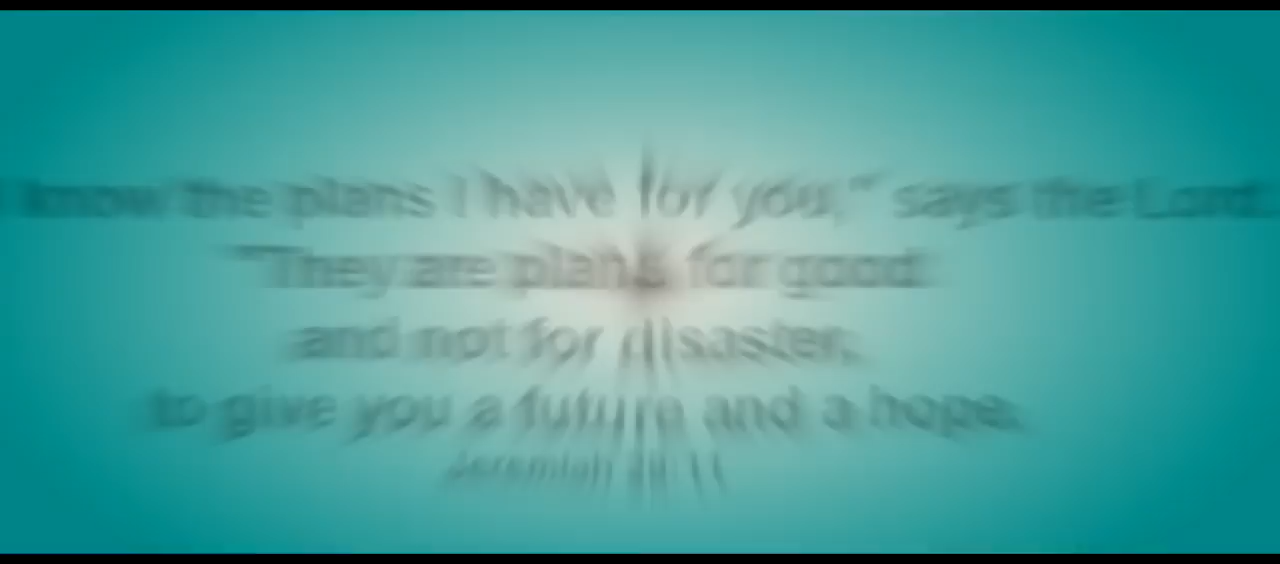 I know the plans I have for you," says the Lord.
"They are plans for good
and not for disaster,
to give you a future and a hope.
Jeremiah 29:11